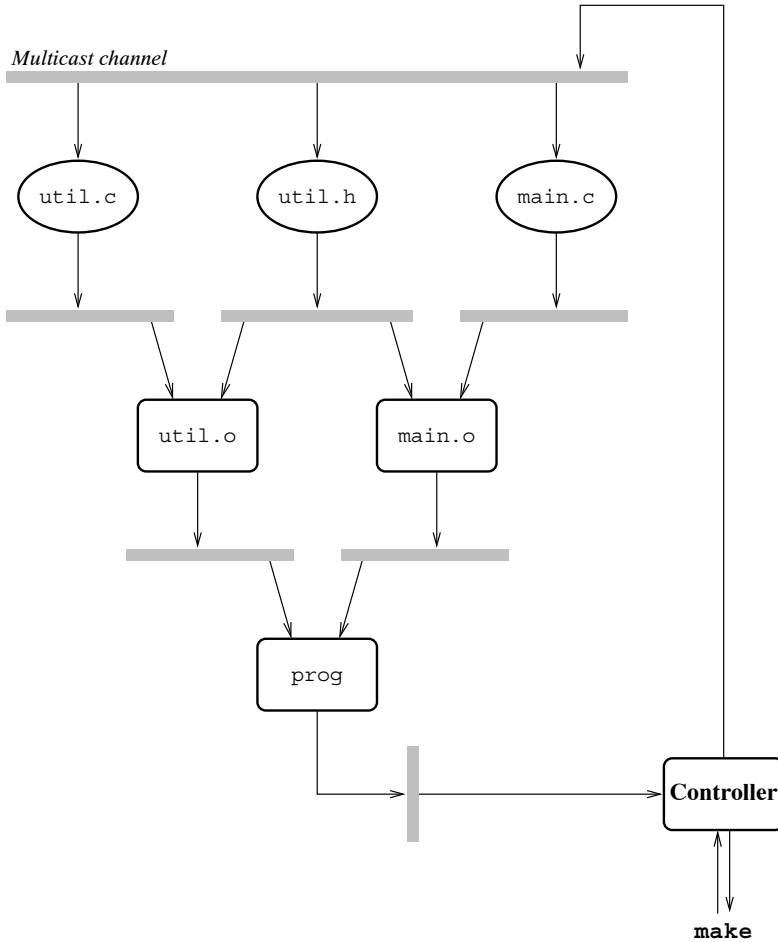 Multicast channel
util.c
util.h
main.c
util.o
main.o
prog
Controller
make